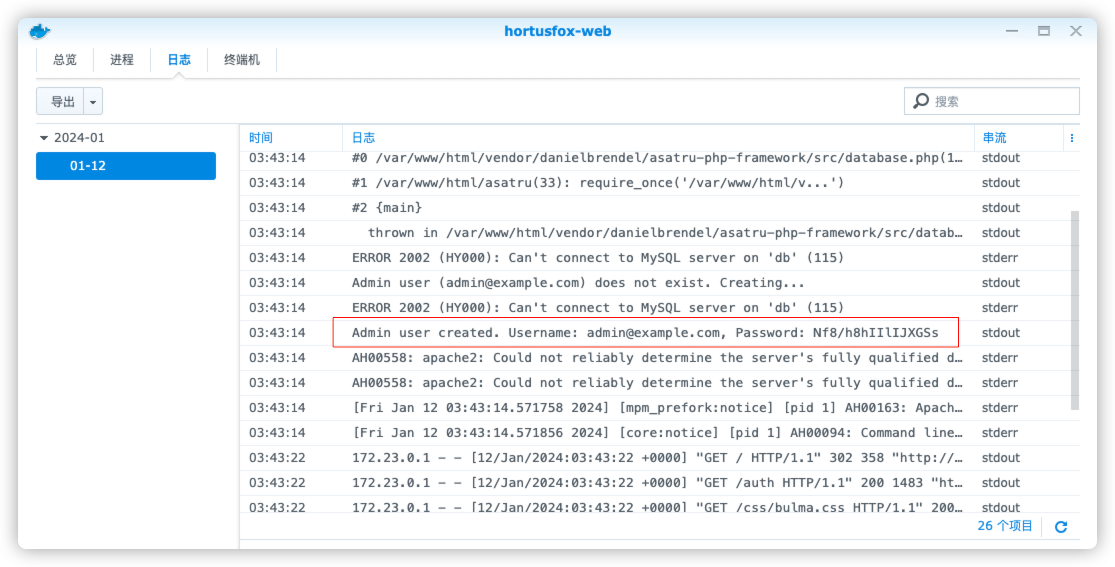 hortusfox-web
总览 进程 日志 终端机
导出 搜索
2024-01
01-12
时间 日志 串流
03:43:14 #0 /var/www/html/vendor/danielbrendel/asatru-php-framework/src/database.php(1… stdout
03:43:14 #1 /var/www/html/asatru(33): require_once('/var/www/html/v...') stdout
03:43:14 #2 {main} stdout
03:43:14 thrown in /var/www/html/vendor/danielbrendel/asatru-php-framework/src/datab… stdout
03:43:14 ERROR 2002 (HY000): Can't connect to MySQL server on 'db' (115) stderr
03:43:14 Admin user (admin@example.com) does not exist. Creating... stdout
03:43:14 ERROR 2002 (HY000): Can't connect to MySQL server on 'db' (115) stderr
03:43:14 Admin user created. Username: admin@example.com, Password: Nf8/h8hIIlIJXGSs stdout
03:43:14 AH00558: apache2: Could not reliably determine the server's fully qualified d… stderr
03:43:14 AH00558: apache2: Could not reliably determine the server's fully qualified d… stderr
03:43:14 [Fri Jan 12 03:43:14.571758 2024] [mpm_prefork:notice] [pid 1] AH00163: Apach… stderr
03:43:14 [Fri Jan 12 03:43:14.571856 2024] [core:notice] [pid 1] AH00094: Command line… stderr
03:43:22 172.23.0.1 - - [12/Jan/2024:03:43:22 +0000] "GET / HTTP/1.1" 302 358 "http://… stdout
03:43:22 172.23.0.1 - - [12/Jan/2024:03:43:22 +0000] "GET /auth HTTP/1.1" 200 1483 "ht… stdout
03:43:22 172.23.0.1 - - [12/Jan/2024:03:43:22 +0000] "GET /css/bulma.css HTTP/1.1" 200… stdout
26 个项目